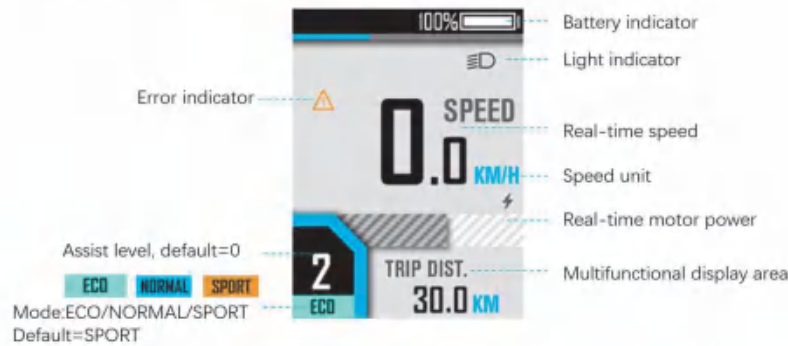 100%
Battery indicator
Light indicator
Error indicator
SPEED
Real-time speed
0.0 KM/H
Speed unit
Real-time motor power
Assist level, default=0
2
TRIP DIST.
Multifunctional display area
ECO NORMAL SPORT
ECO
30.0 KM
Mode:ECO/NORMAL/SPORT
Default=SPORT